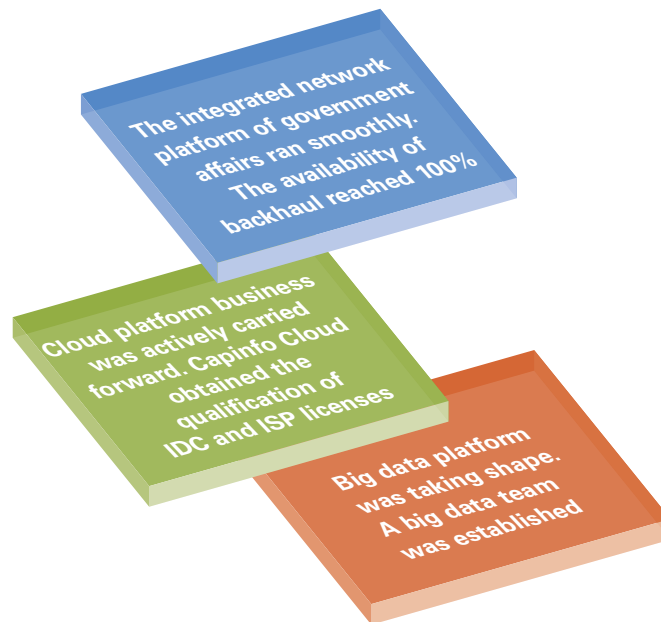 The integrated network
platform of government
affairs ran smoothly.
The availability of
backhaul reached 100%
Cloud platform business
was actively carried
forward. Capinfo Cloud
obtained the
qualification of
IDC and ISP licenses
Big data platform
was taking shape.
A big data team
was established